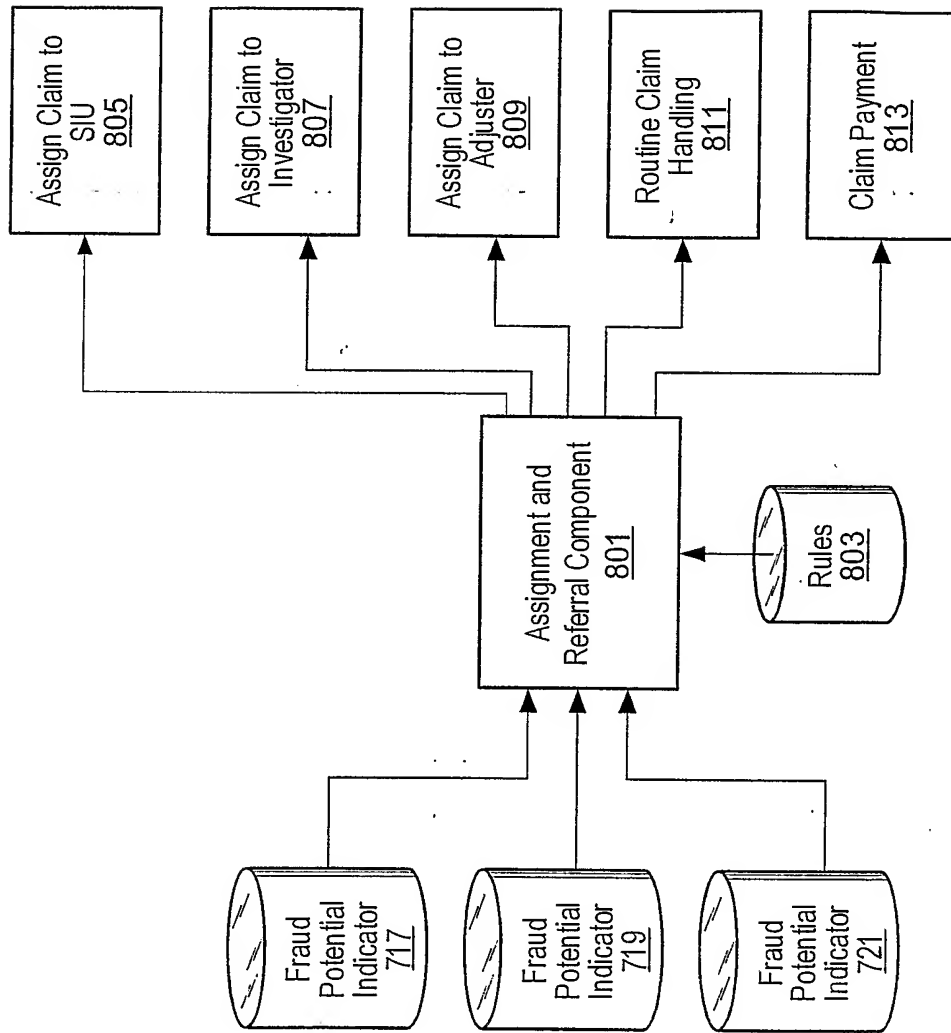 Fraud
Potential
Indicator
717
Fraud
Potential
Indicator
719
Fraud
Potential
Indicator
721
Assignment and
Referral Component
801
Rules
803
Assign Claim to
SIU
805
Assign Claim to
Investigator
807
Assign Claim to
Adjuster
809
Routine Claim
Handling
811
Claim Payment
813